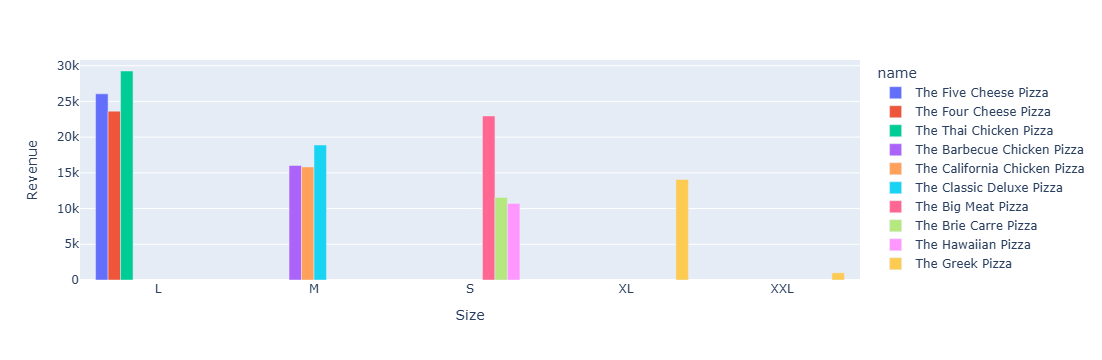 30k
25k
20k
15k
10k
5k
0
Revenue
L
M
S
XL
XXL
Size
name
The Five Cheese Pizza
The Four Cheese Pizza
The Thai Chicken Pizza
The Barbecue Chicken Pizza
The California Chicken Pizza
The Classic Deluxe Pizza
The Big Meat Pizza
The Brie Carre Pizza
The Hawaiian Pizza
The Greek Pizza